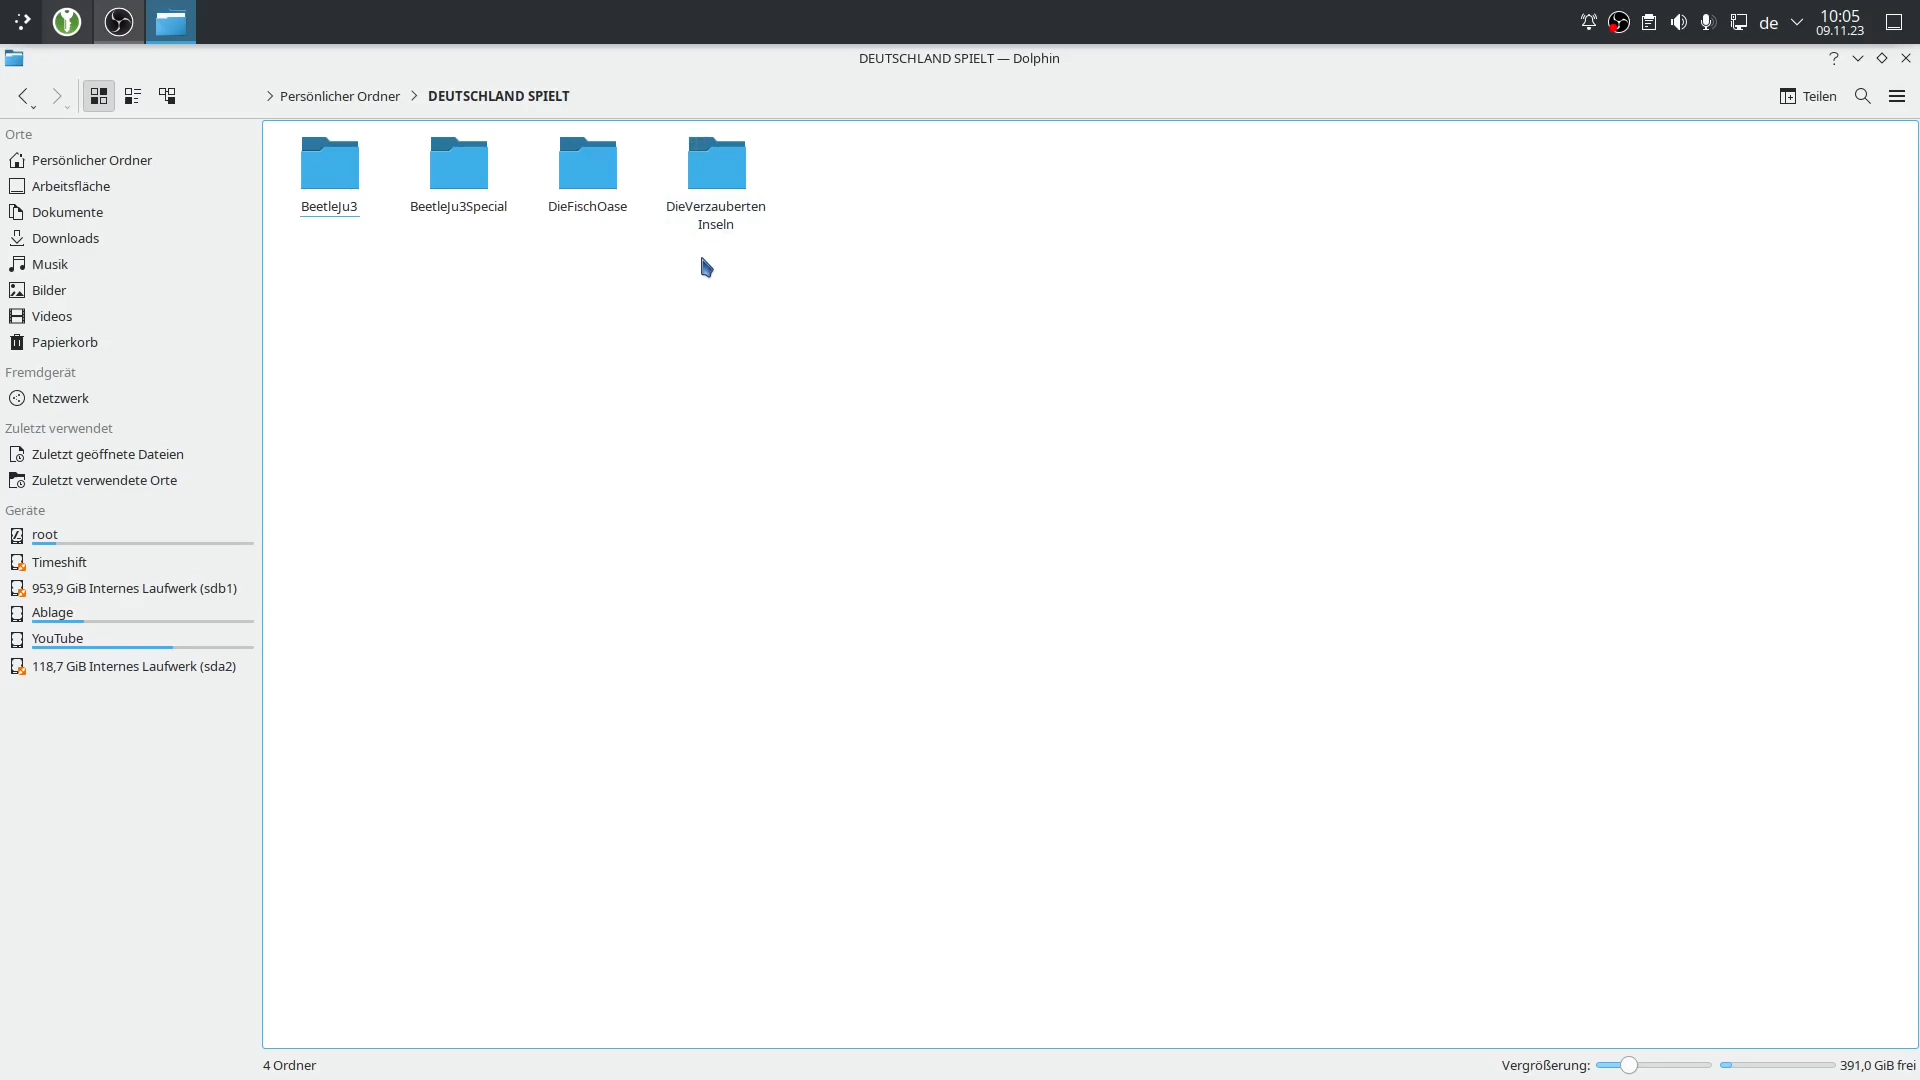 de
10:05
09.11.23
DEUTSCHLAND SPIELT — Dolphin
Persönlicher Ordner
DEUTSCHLAND SPIELT
Teilen
Orte
Persönlicher Ordner
Arbeitsfläche
Dokumente
Downloads
Musik
Bilder
Videos
Papierkorb
Fremdgerät
Netzwerk
Zuletzt verwendet
Zuletzt geöffnete Dateien
Zuletzt verwendete Orte
Geräte
root
Timeshift
953,9 GiB Internes Laufwerk (sdb1)
Ablage
YouTube
118,7 GiB Internes Laufwerk (sda2)
BeetleJu3
BeetleJu3Special
DieFischOase
DieVerzauberten
Inseln
4 Ordner
Vergrößerung:
391,0 GiB frei